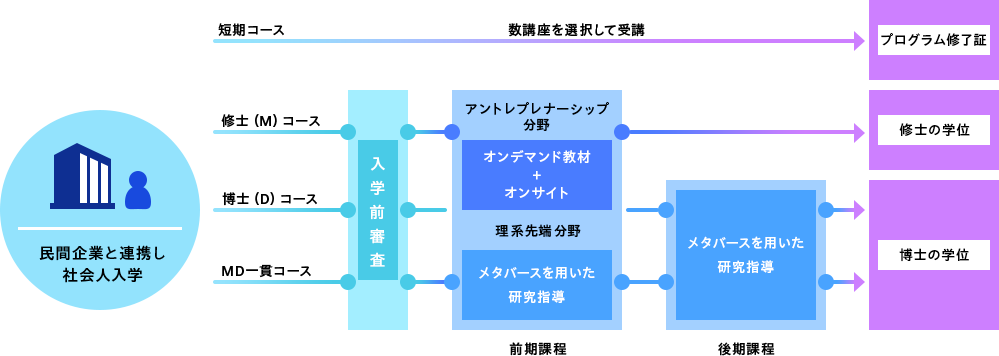 短期コース
数講座を選択して受講
プログラム修了証
民間企業と連携し
社会人入学
修士（M）コース
博士（D）コース
MD一貫コース
入学前審査
アントレプレナーシップ
分野
オンデマンド教材
+
オンサイト
理系先端分野
メタバースを用いた
研究指導
前期課程
メタバースを用いた
研究指導
後期課程
修士の学位
博士の学位